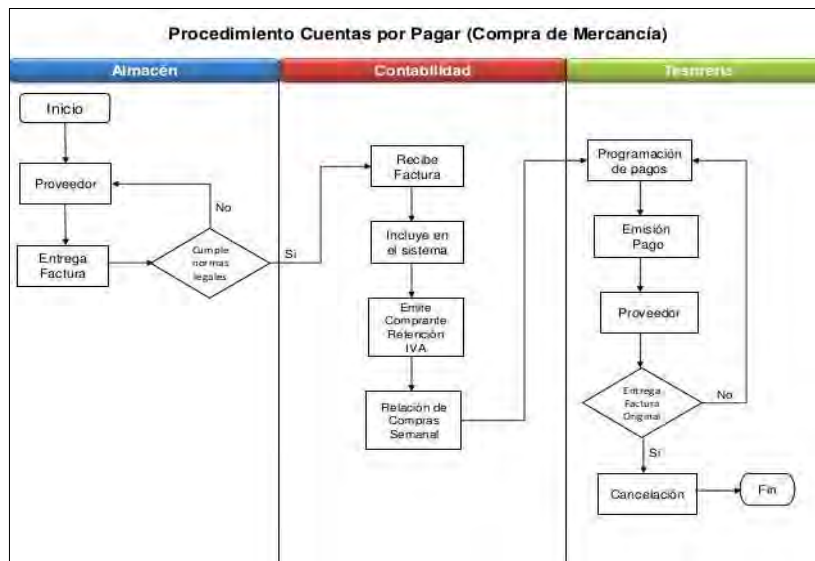 Procedimiento Cuentas por Pagar (Compra de Mercancía)
Almacén
Contabilidad
Tesorería
Inicio
Proveedor
No
Entrega
Factura
Cumple
normas
legales
Si
Recibe
Factura
Incluye en
el sistema
Emite
Comprante
Retención
IVA
Relación de
Compras
Semanal
Programación
de pagos
Emisión
Pago
Proveedor
Entrega
Factura
Original
No
Si
Cancelación
Fin